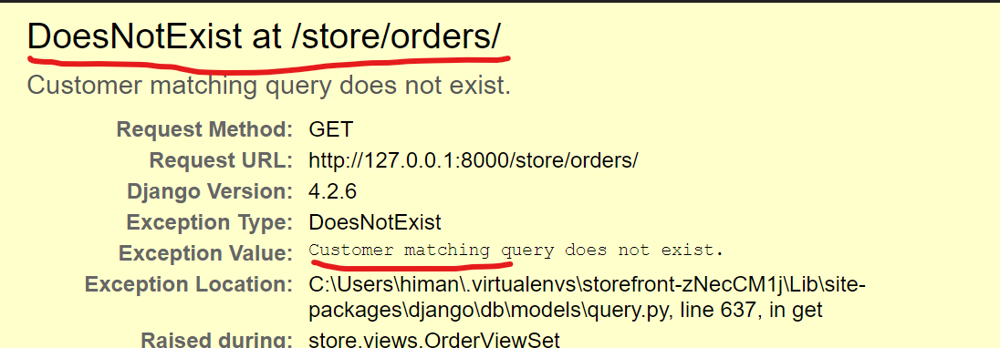 DoesNotExist at /store/orders/
Customer matching query does not exist.
Request Method: GET
Request URL: http://127.0.0.1:8000/store/orders/
Django Version: 4.2.6
Exception Type: DoesNotExist
Exception Value: Customer matching query does not exist.
Exception Location: C:\Users\himan\.virtualenvs\storefront-zNecCM1j\Lib\site-
packages\django\db\models\query.py, line 637, in get
Raised during: store.views.OrderViewSet